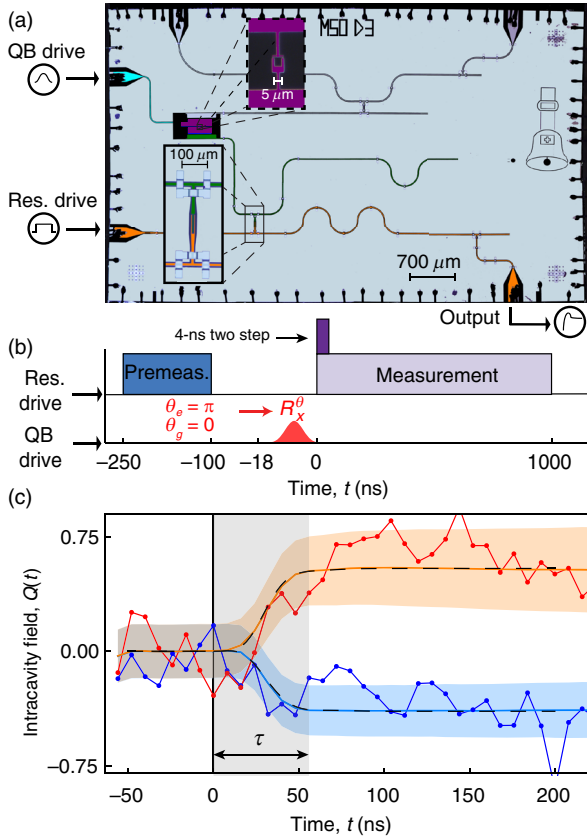 (a)
QB drive
Res. drive
M50 D3
5 μm
100 μm
700 μm
Output
(b)
4-ns two step
Res. drive
Premeas.
Measurement
θe = π
θg = 0
Rxθ
QB drive
−250
−100
−18
0
1000
Time, t (ns)
(c)
Intracavity field, Q(t)
0.75
0.00
−0.75
τ
−50
0
50
100
150
200
Time, t (ns)